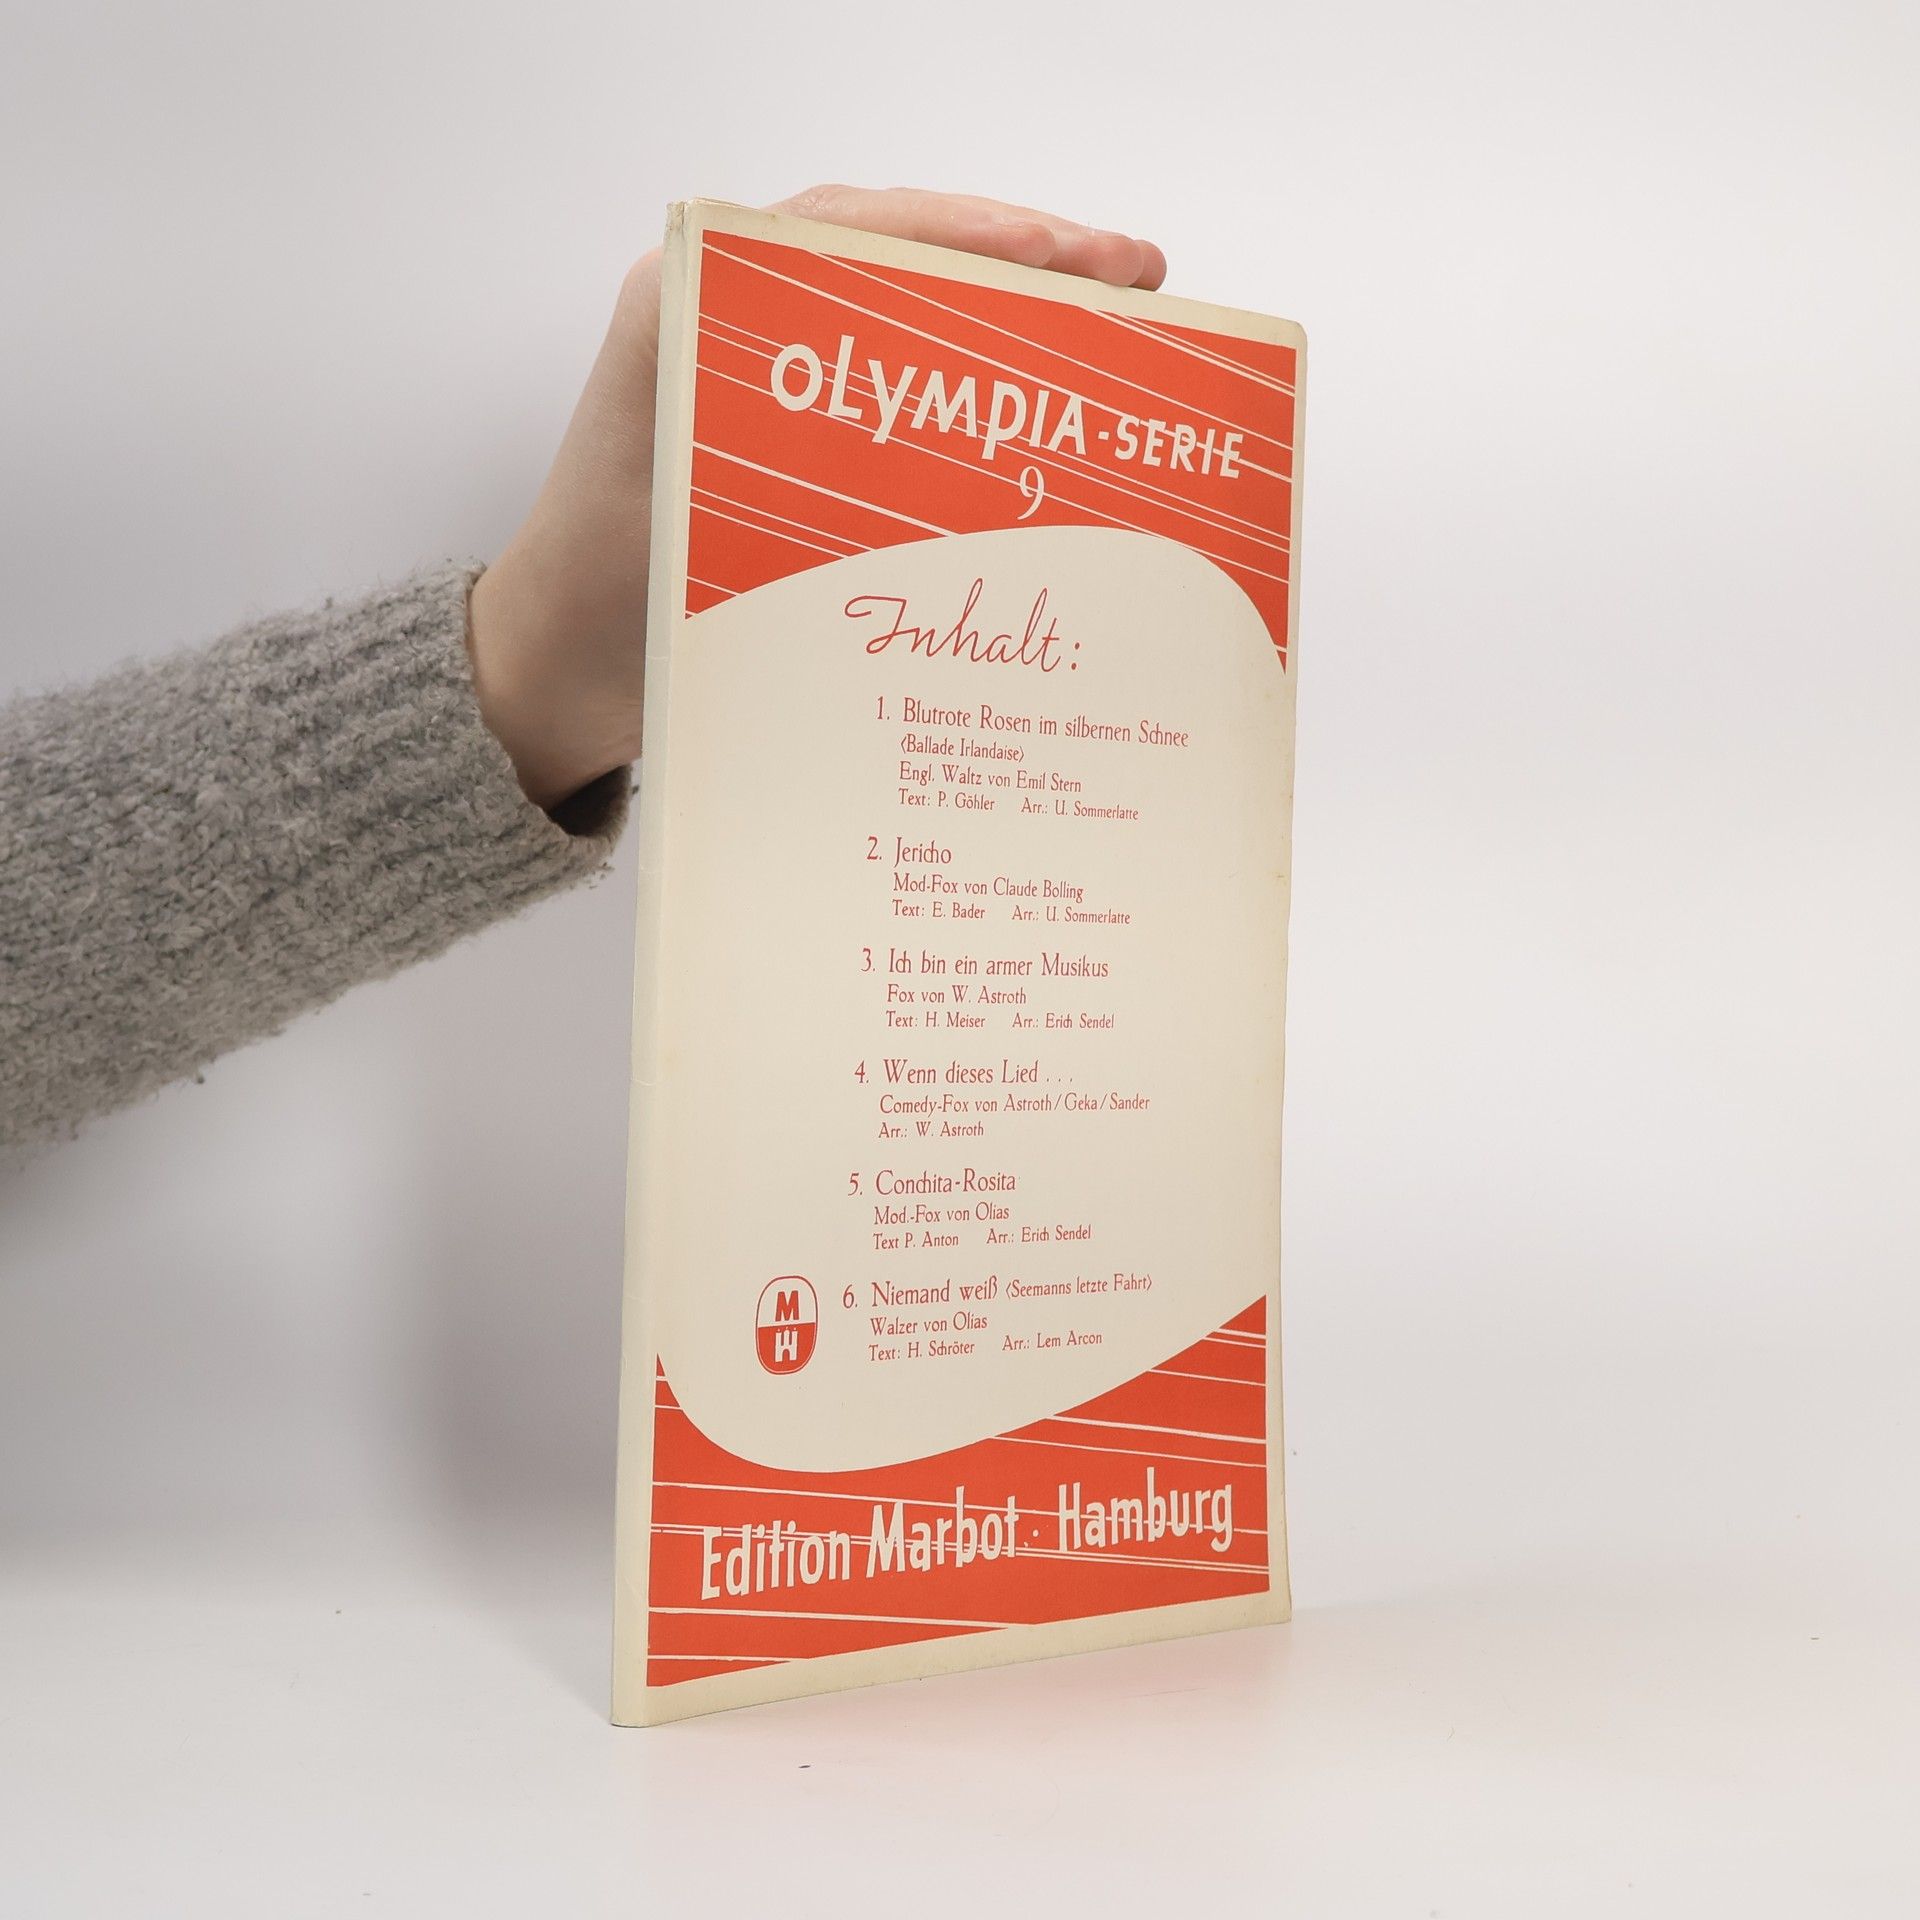 OLYMPIA-SERIE
9
Inhalt:
1. Blutrote Rosen im silbernen Schnee
(Ballade Irlandaise)
Engl. Waltz von Emil Stern
Text: P. Göhler Arr.: U. Sommerlatte
2. Jericho
Mod-Fox von Claude Bolling
Text: E. Bader Arr.: U. Sommerlatte
3. Ich bin ein armer Musikus
Fox von W. Astroth
Text: H. Meiser Arr.: Erich Sendel
4. Wenn dieses Lied . . .
Comedy-Fox von Astroth/Geka/Sander
Arr.: W. Astroth
5. Conchita-Rosita
Mod.-Fox von Olias
Text P. Anton Arr.: Erich Sendel
6. Niemand weiß (Seemanns letzte Fahrt)
Walzer von Olias
Text: H. Schröter Arr.: Lem Arcon
M
W
Edition Marbot · Hamburg